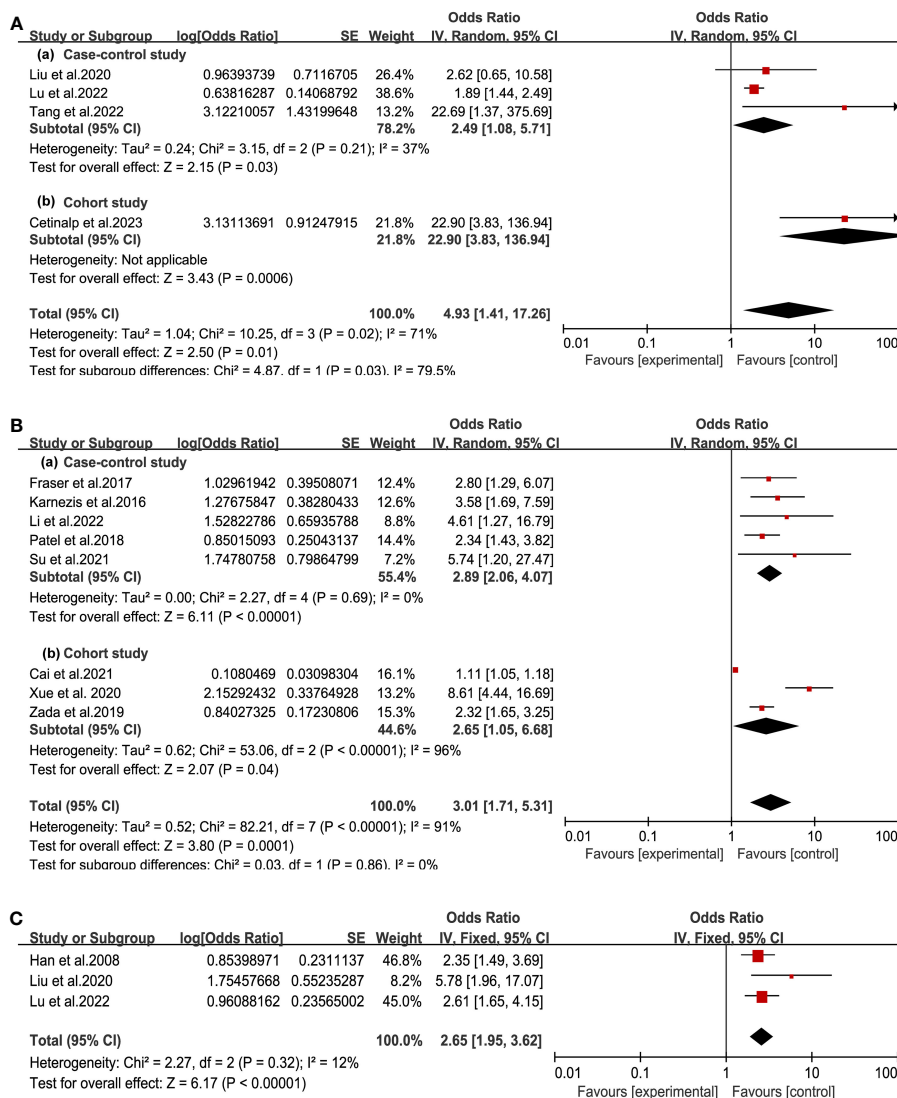 A
Odds Ratio Odds Ratio
Study or Subgroup log[Odds Ratio] SE Weight IV, Random, 95% CI IV, Random, 95% CI
(a) Case-control study
Liu et al.2020 0.96393739 0.7116705 26.4% 2.62 [0.65, 10.58]
Lu et al.2022 0.63816287 0.14068792 38.6% 1.89 [1.44, 2.49]
Tang et al.2022 3.12210057 1.43199648 13.2% 22.69 [1.37, 375.69]
Subtotal (95% CI) 78.2% 2.49 [1.08, 5.71]
Heterogeneity: Tau² = 0.24; Chi² = 3.15, df = 2 (P = 0.21); I² = 37%
Test for overall effect: Z = 2.15 (P = 0.03)
(b) Cohort study
Cetinalp et al.2023 3.13113691 0.91247915 21.8% 22.90 [3.83, 136.94]
Subtotal (95% CI) 21.8% 22.90 [3.83, 136.94]
Heterogeneity: Not applicable
Test for overall effect: Z = 3.43 (P = 0.0006)
Total (95% CI) 100.0% 4.93 [1.41, 17.26]
Heterogeneity: Tau² = 1.04; Chi² = 10.25, df = 3 (P = 0.02); I² = 71%
Test for overall effect: Z = 2.50 (P = 0.01)
Test for subgroup differences: Chi² = 4.87, df = 1 (P = 0.03), I² = 79.5%
0.01 0.1 1 10 100
Favours [experimental] Favours [control]
B
Odds Ratio Odds Ratio
Study or Subgroup log[Odds Ratio] SE Weight IV, Random, 95% CI IV, Random, 95% CI
(a) Case-control study
Fraser et al.2017 1.02961942 0.39508071 12.4% 2.80 [1.29, 6.07]
Karnezis et al.2016 1.27675847 0.38280433 12.6% 3.58 [1.69, 7.59]
Li et al.2022 1.52822786 0.65935788 8.8% 4.61 [1.27, 16.79]
Patel et al.2018 0.85015093 0.25043137 14.4% 2.34 [1.43, 3.82]
Su et al.2021 1.74780758 0.79864799 7.2% 5.74 [1.20, 27.47]
Subtotal (95% CI) 55.4% 2.89 [2.06, 4.07]
Heterogeneity: Tau² = 0.00; Chi² = 2.27, df = 4 (P = 0.69); I² = 0%
Test for overall effect: Z = 6.11 (P < 0.00001)
(b) Cohort study
Cai et al.2021 0.1080469 0.03098304 16.1% 1.11 [1.05, 1.18]
Xue et al. 2020 2.15292432 0.33764928 13.2% 8.61 [4.44, 16.69]
Zada et al.2019 0.84027325 0.17230806 15.3% 2.32 [1.65, 3.25]
Subtotal (95% CI) 44.6% 2.65 [1.05, 6.68]
Heterogeneity: Tau² = 0.62; Chi² = 53.06, df = 2 (P < 0.00001); I² = 96%
Test for overall effect: Z = 2.07 (P = 0.04)
Total (95% CI) 100.0% 3.01 [1.71, 5.31]
Heterogeneity: Tau² = 0.52; Chi² = 82.21, df = 7 (P < 0.00001); I² = 91%
Test for overall effect: Z = 3.80 (P = 0.0001)
Test for subgroup differences: Chi² = 0.03, df = 1 (P = 0.86), I² = 0%
0.01 0.1 1 10 100
Favours [experimental] Favours [control]
C
Odds Ratio Odds Ratio
Study or Subgroup log[Odds Ratio] SE Weight IV, Fixed, 95% CI IV, Fixed, 95% CI
Han et al.2008 0.85398971 0.2311137 46.8% 2.35 [1.49, 3.69]
Liu et al.2020 1.75457668 0.55235287 8.2% 5.78 [1.96, 17.07]
Lu et al.2022 0.96088162 0.23565002 45.0% 2.61 [1.65, 4.15]
Total (95% CI) 100.0% 2.65 [1.95, 3.62]
Heterogeneity: Chi² = 2.27, df = 2 (P = 0.32); I² = 12%
Test for overall effect: Z = 6.17 (P < 0.00001)
0.01 0.1 1 10 100
Favours [experimental] Favours [control]